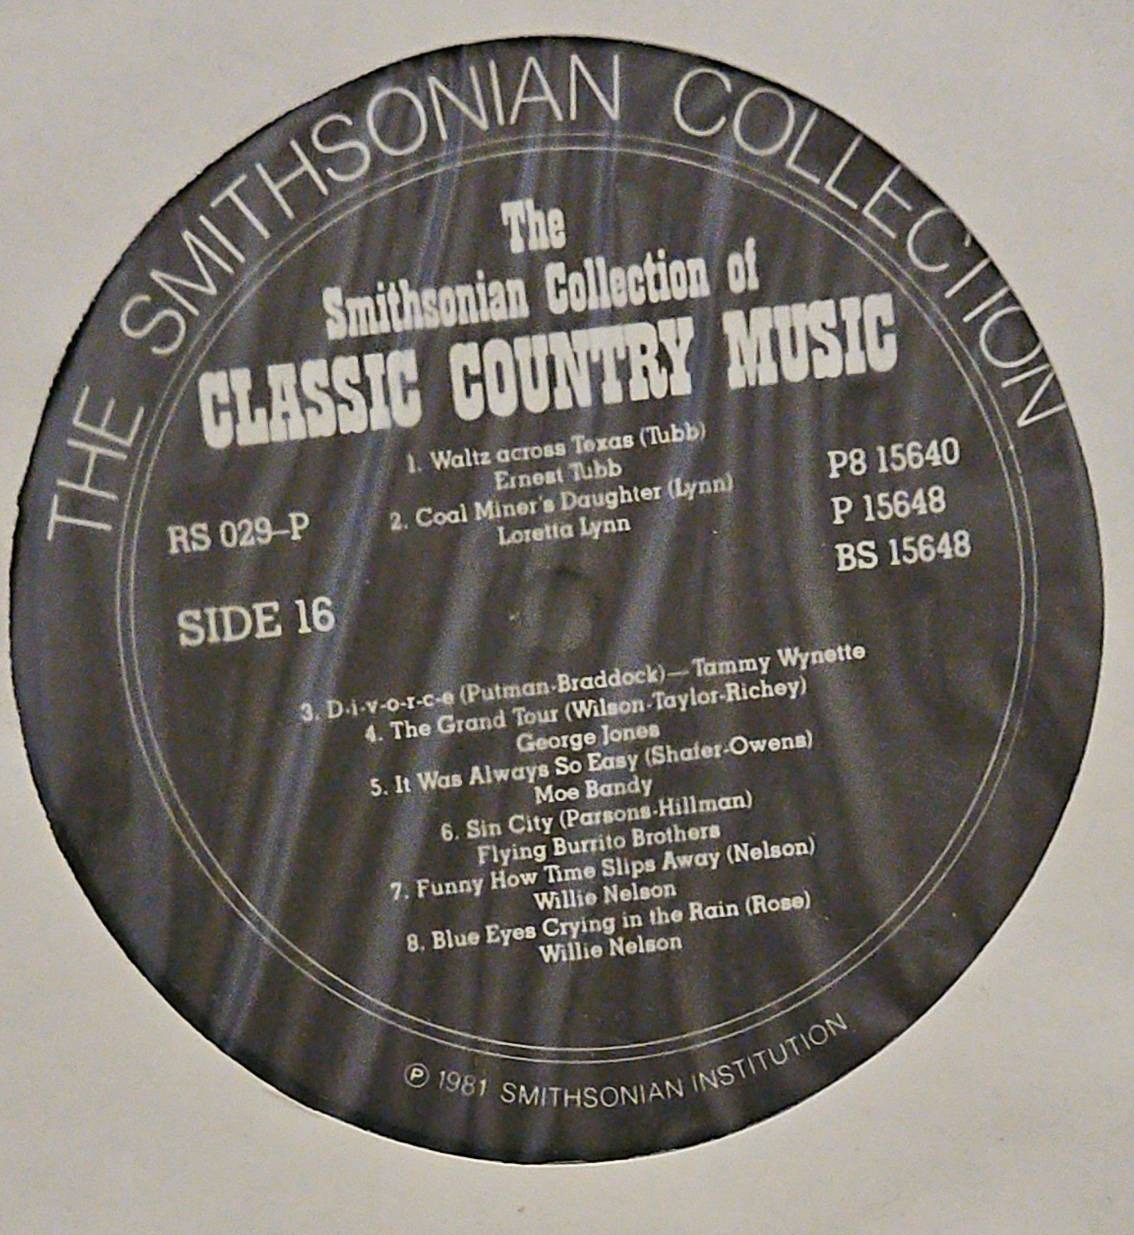 THE SMITHSONIAN COLLECTION
The
Smithsonian Collection of
CLASSIC COUNTRY MUSIC
1. Waltz across Texas (Tubb)
Ernest Tubb
2. Coal Miner's Daughter (Lynn)
Loretta Lynn
RS 029–P
SIDE 16
P8 15640
P 15648
BS 15648
3. D-i-v-o-r-c-e (Putman-Braddock)—Tammy Wynette
4. The Grand Tour (Wilson-Taylor-Richey)
George Jones
5. It Was Always So Easy (Shafer-Owens)
Moe Bandy
6. Sin City (Parsons-Hillman)
Flying Burrito Brothers
7. Funny How Time Slips Away (Nelson)
Willie Nelson
8. Blue Eyes Crying in the Rain (Rose)
Willie Nelson
℗ 1981 SMITHSONIAN INSTITUTION